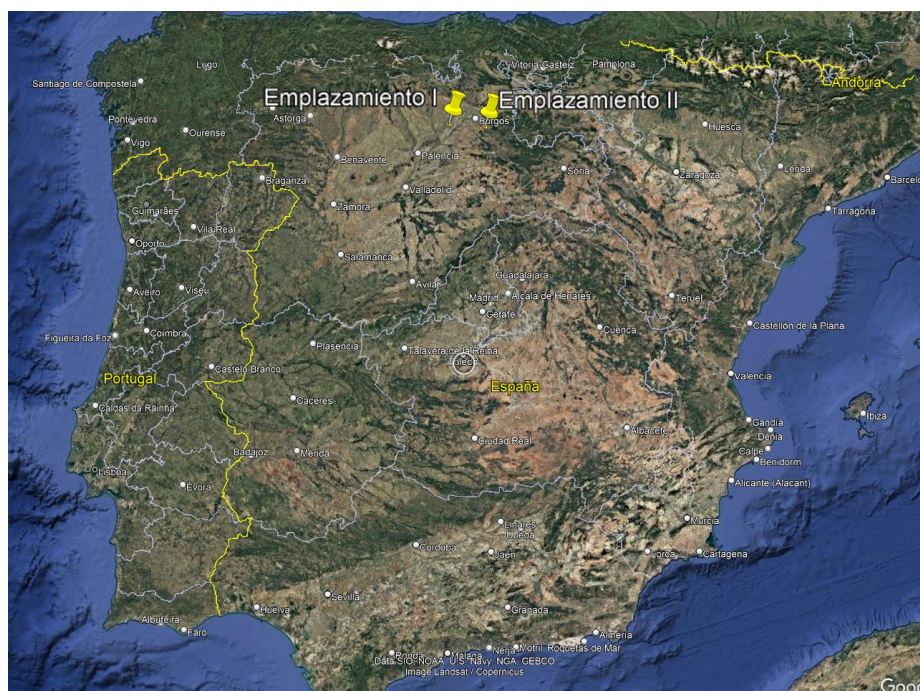 Lugo
Vitoria Gasteiz
Pamplona
Santiago de Compostela
Andorra
Emplazamiento I
Emplazamiento II
Astorga
Burgos
Pontevedra
Ourense
Huesca
Vigo
Benavente
Palencia
Soria
Zaragoza
Braganza
Valladolid
Barcelo
Zamora
Guimarães
Tarragona
Vila Real
Oporto
Salamanca
Guadalajara
Ávila
Aveiro
Viseu
Madrid
Alcalá de Henares
Teruel
Getafe
Castellón de la Plana
Coimbra
Cuenca
Figueira da Foz
Plasencia
Talavera de la Reina
Toledo
Castelo Branco
Valencia
Portugal
España
Cáceres
Caldas da Rainha
Ibiza
Gandía
Albacete
Denia
Ciudad Real
Badajoz
Mérida
Calpe
Benidorm
Lisboa
Évora
Alicante (Alacant)
Murcia
Linares
Úbeda
Córdoba
Jaén
Lorca
Cartagena
Sevilla
Huelva
Granada
Albufeira
Faro
Almería
Nerja
Motril
Roquetas de Mar
Ronda
Málaga
Data SIO, NOAA, U.S. Navy, NGA, GEBCO
Image Landsat / Copernicus
Goo